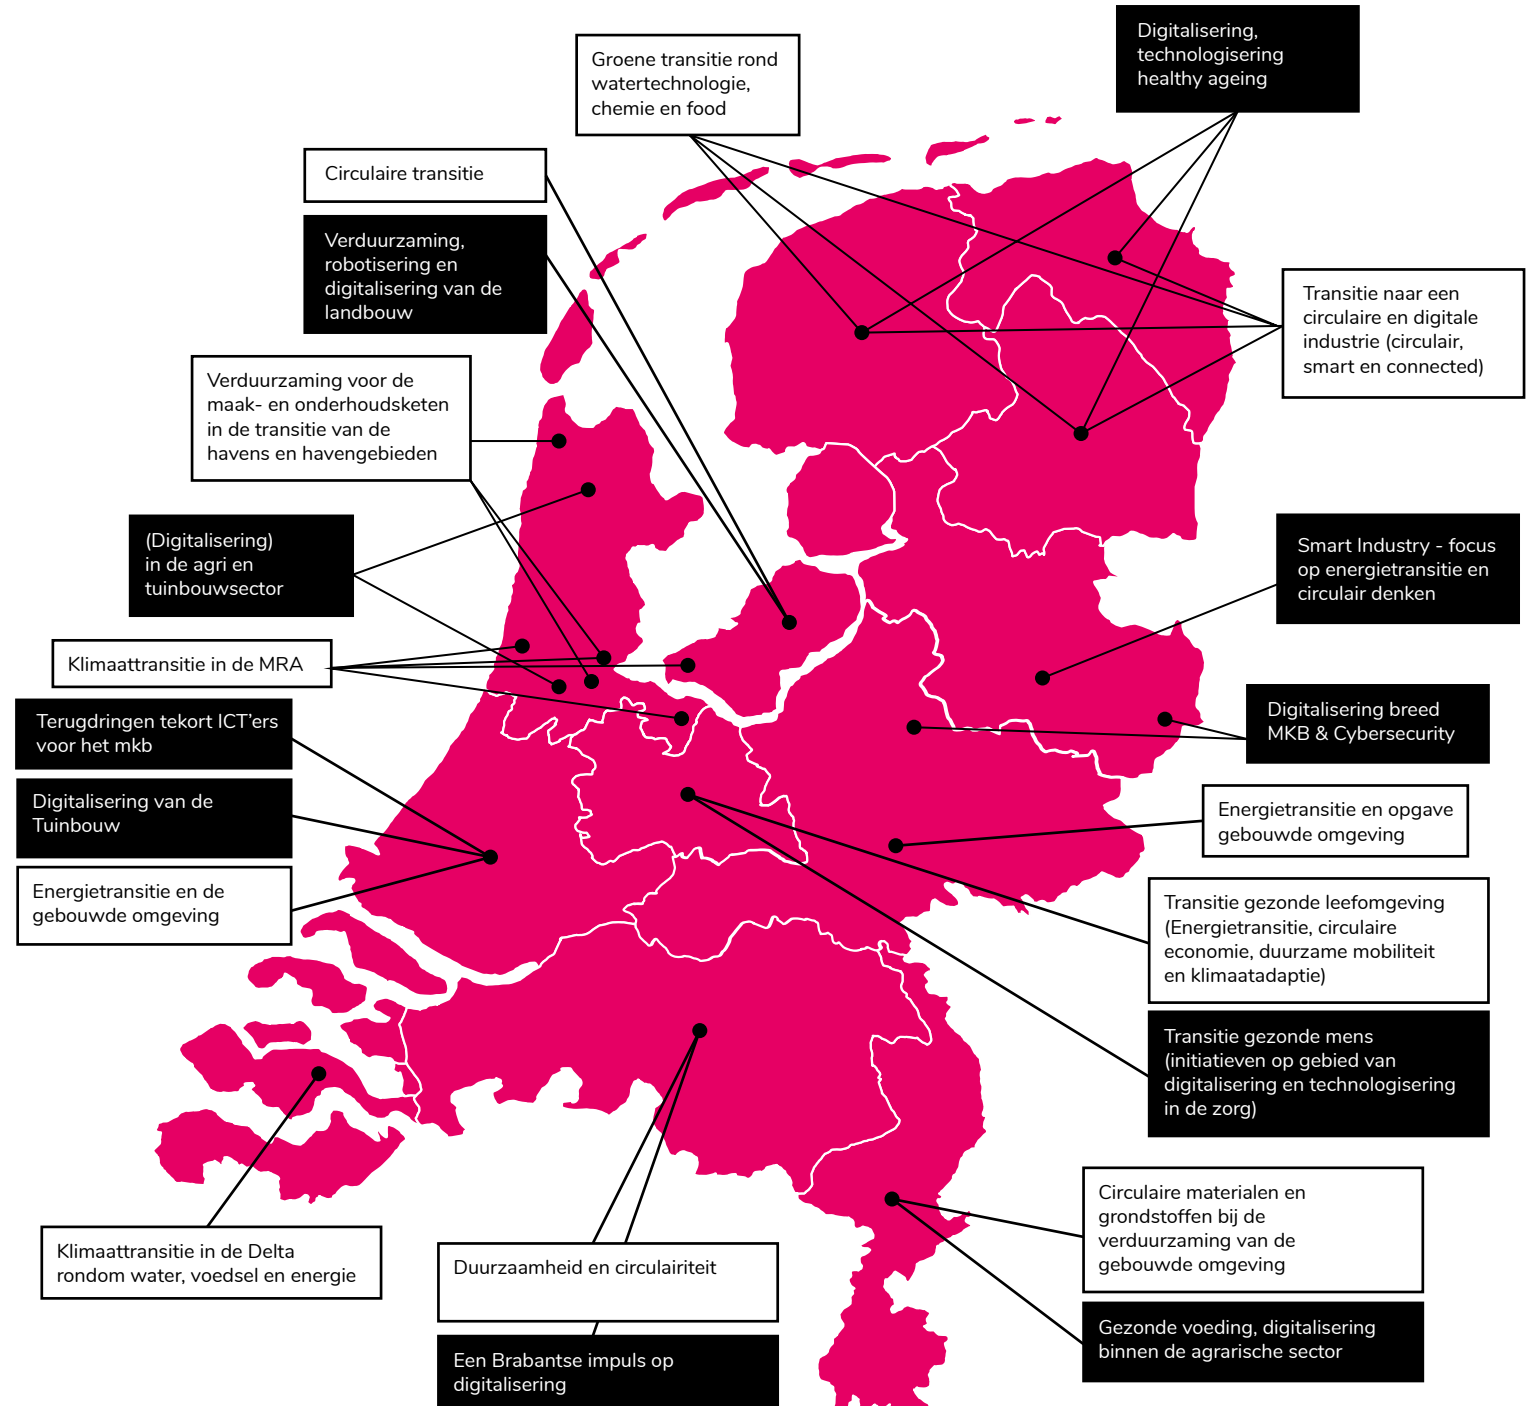 Digitalisering,
technologisering
healthy ageing
Groene transitie rond
watertechnologie,
chemie en food
Circulaire transitie
Verduurzaming,
robotisering en
digitalisering van de
landbouw
Transitie naar een
circulaire en digitale
industrie (circulair,
smart en connected)
Verduurzaming voor de
maak- en onderhoudsketen
in de transitie van de
havens en havengebieden
(Digitalisering)
in de agri en
tuinbouwsector
Smart Industry - focus
op energietransitie en
circulair denken
Klimaattransitie in de MRA
Terugdringen tekort ICT'ers
voor het mkb
Digitalisering breed
MKB & Cybersecurity
Digitalisering van de
Tuinbouw
Energietransitie en opgave
gebouwde omgeving
Energietransitie en de
gebouwde omgeving
Transitie gezonde leefomgeving
(Energietransitie, circulaire
economie, duurzame mobiliteit
en klimaatadaptie)
Transitie gezonde mens
(initiatieven op gebied van
digitalisering en technologisering
in de zorg)
Circulaire materialen en
grondstoffen bij de
verduurzaming van de
gebouwde omgeving
Klimaattransitie in de Delta
rondom water, voedsel en energie
Duurzaamheid en circulairiteit
Gezonde voeding, digitalisering
binnen de agrarische sector
Een Brabantse impuls op
digitalisering